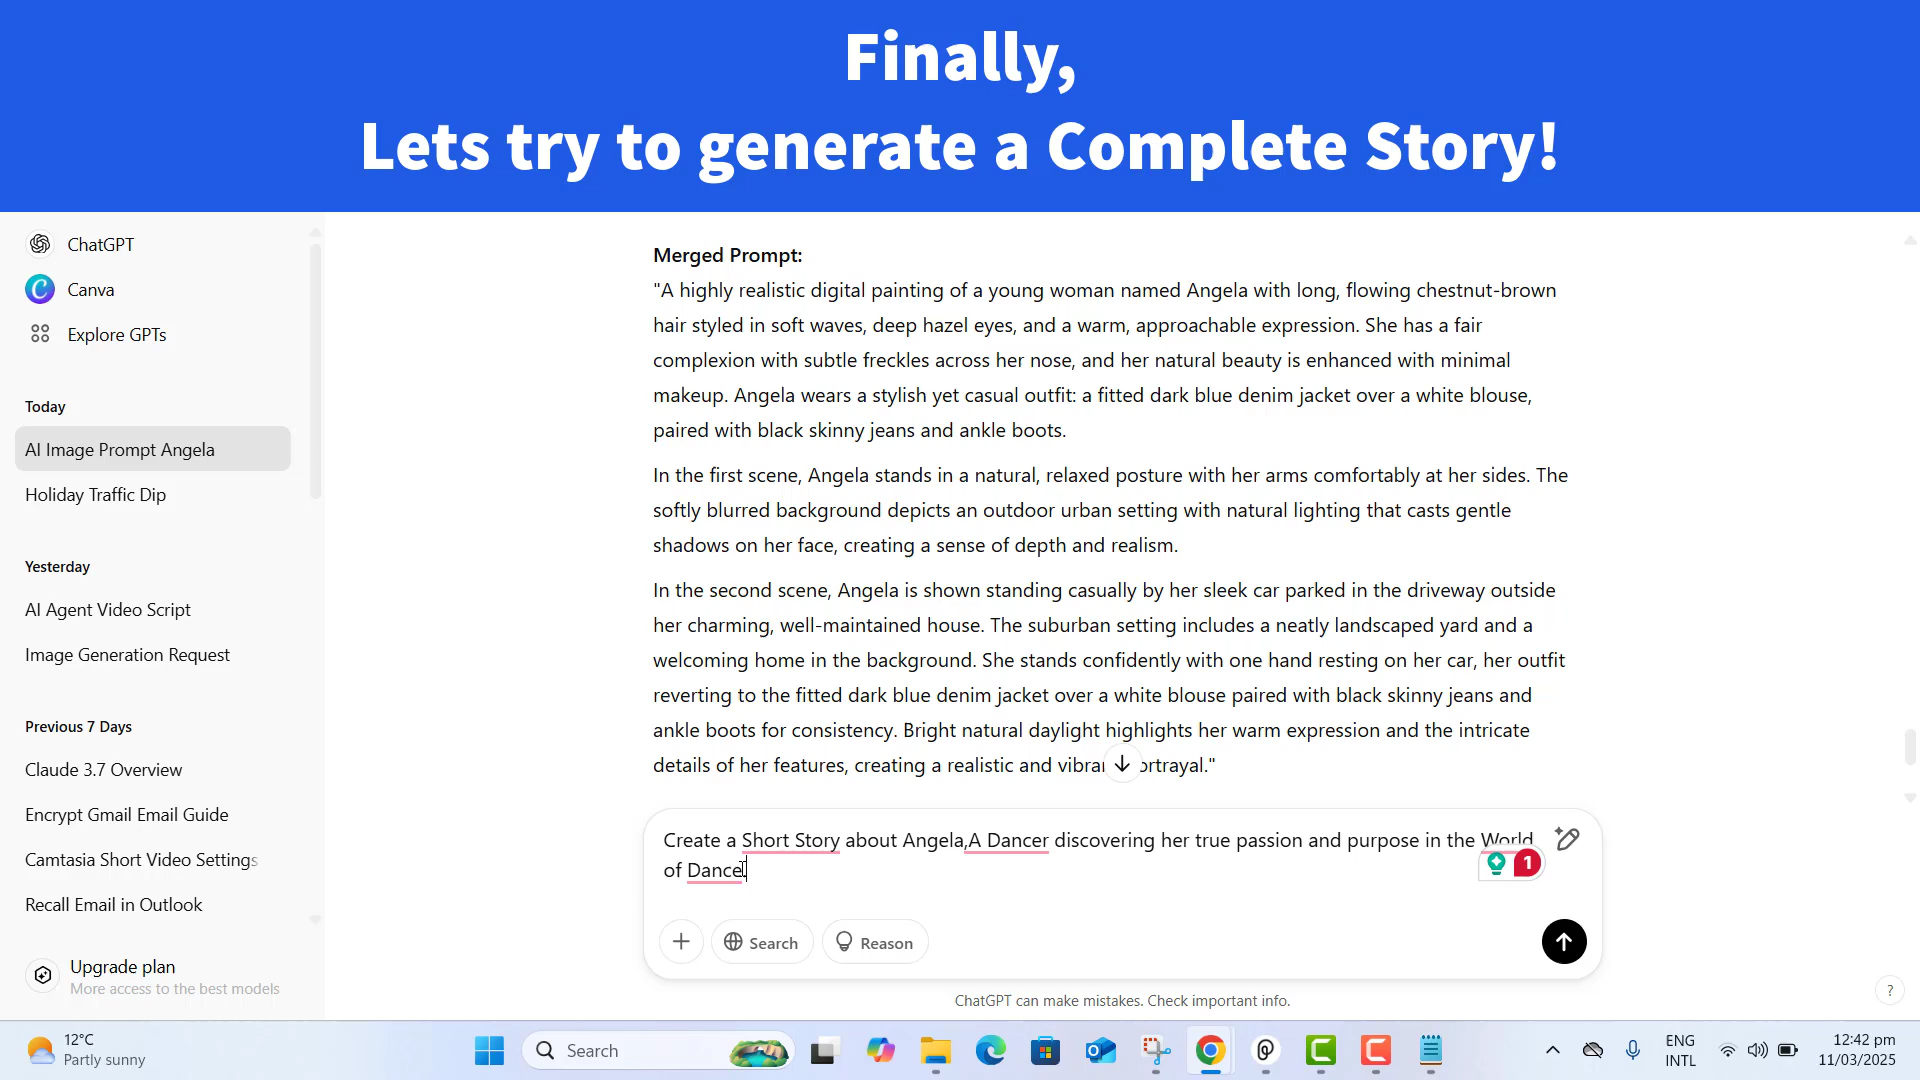 Finally,
Lets try to generate a Complete Story!
ChatGPT
Canva
Explore GPTs
Today
AI Image Prompt Angela
Holiday Traffic Dip
Yesterday
AI Agent Video Script
Image Generation Request
Previous 7 Days
Claude 3.7 Overview
Encrypt Gmail Email Guide
Camtasia Short Video Settings
Recall Email in Outlook
Upgrade plan
More access to the best models
Merged Prompt:
"A highly realistic digital painting of a young woman named Angela with long, flowing chestnut-brown
hair styled in soft waves, deep hazel eyes, and a warm, approachable expression. She has a fair
complexion with subtle freckles across her nose, and her natural beauty is enhanced with minimal
makeup. Angela wears a stylish yet casual outfit: a fitted dark blue denim jacket over a white blouse,
paired with black skinny jeans and ankle boots.
In the first scene, Angela stands in a natural, relaxed posture with her arms comfortably at her sides. The
softly blurred background depicts an outdoor urban setting with natural lighting that casts gentle
shadows on her face, creating a sense of depth and realism.
In the second scene, Angela is shown standing casually by her sleek car parked in the driveway outside
her charming, well-maintained house. The suburban setting includes a neatly landscaped yard and a
welcoming home in the background. She stands confidently with one hand resting on her car, her outfit
reverting to the fitted dark blue denim jacket over a white blouse paired with black skinny jeans and
ankle boots for consistency. Bright natural daylight highlights her warm expression and the intricate
details of her features, creating a realistic and vibra ortrayal."
Create a Short Story about Angela,A Dancer discovering her true passion and purpose in the World
of Dance.
1
Search
Reason
ChatGPT can make mistakes. Check important info.
?
12°C
Partly sunny
Search
ENG
INTL
12:42 pm
11/03/2025